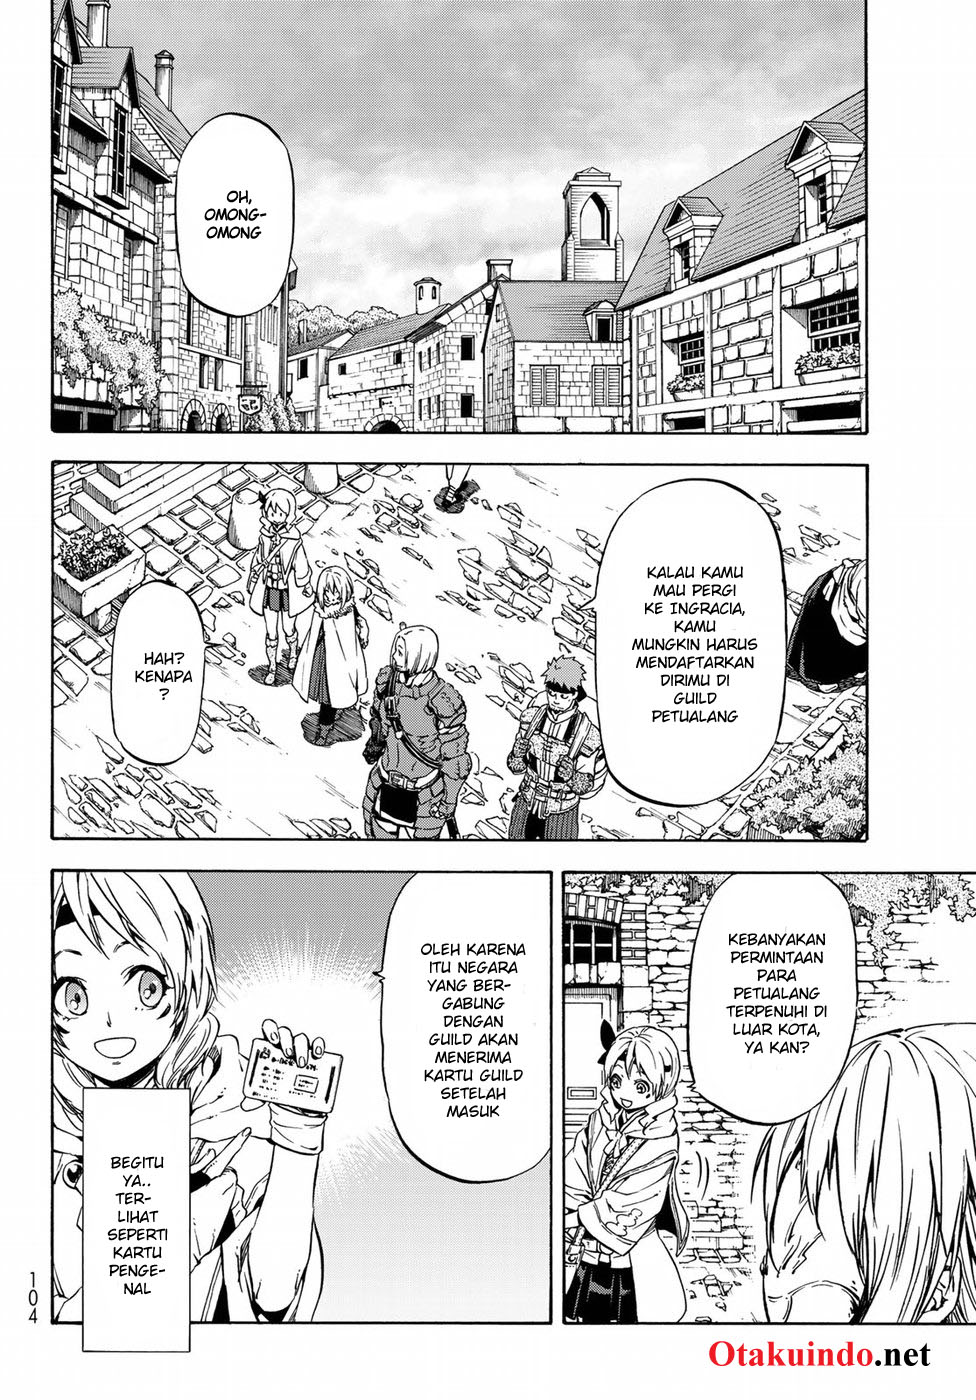 OH,
OMONG-
OMONG
KALAU KAMU
MAU PERGI
KE INGRACIA,
KAMU
MUNGKIN HARUS
MENDAFTARKAN
DIRIMU DI
GUILD
PETUALANG
HAH?
KENAPA
?
KEBANYAKAN
PERMINTAAN
PARA
PETUALANG
TERPENUHI DI
LUAR KOTA,
YA KAN?
OLEH KARENA
ITU NEGARA
YANG BER-
GABUNG
DENGAN
GUILD AKAN
MENERIMA
KARTU GUILD
SETELAH
MASUK
BEGITU
YA..
TER-
LIHAT
SEPERTI
KARTU
PENGE-
NAL
104
Otakuindo.net